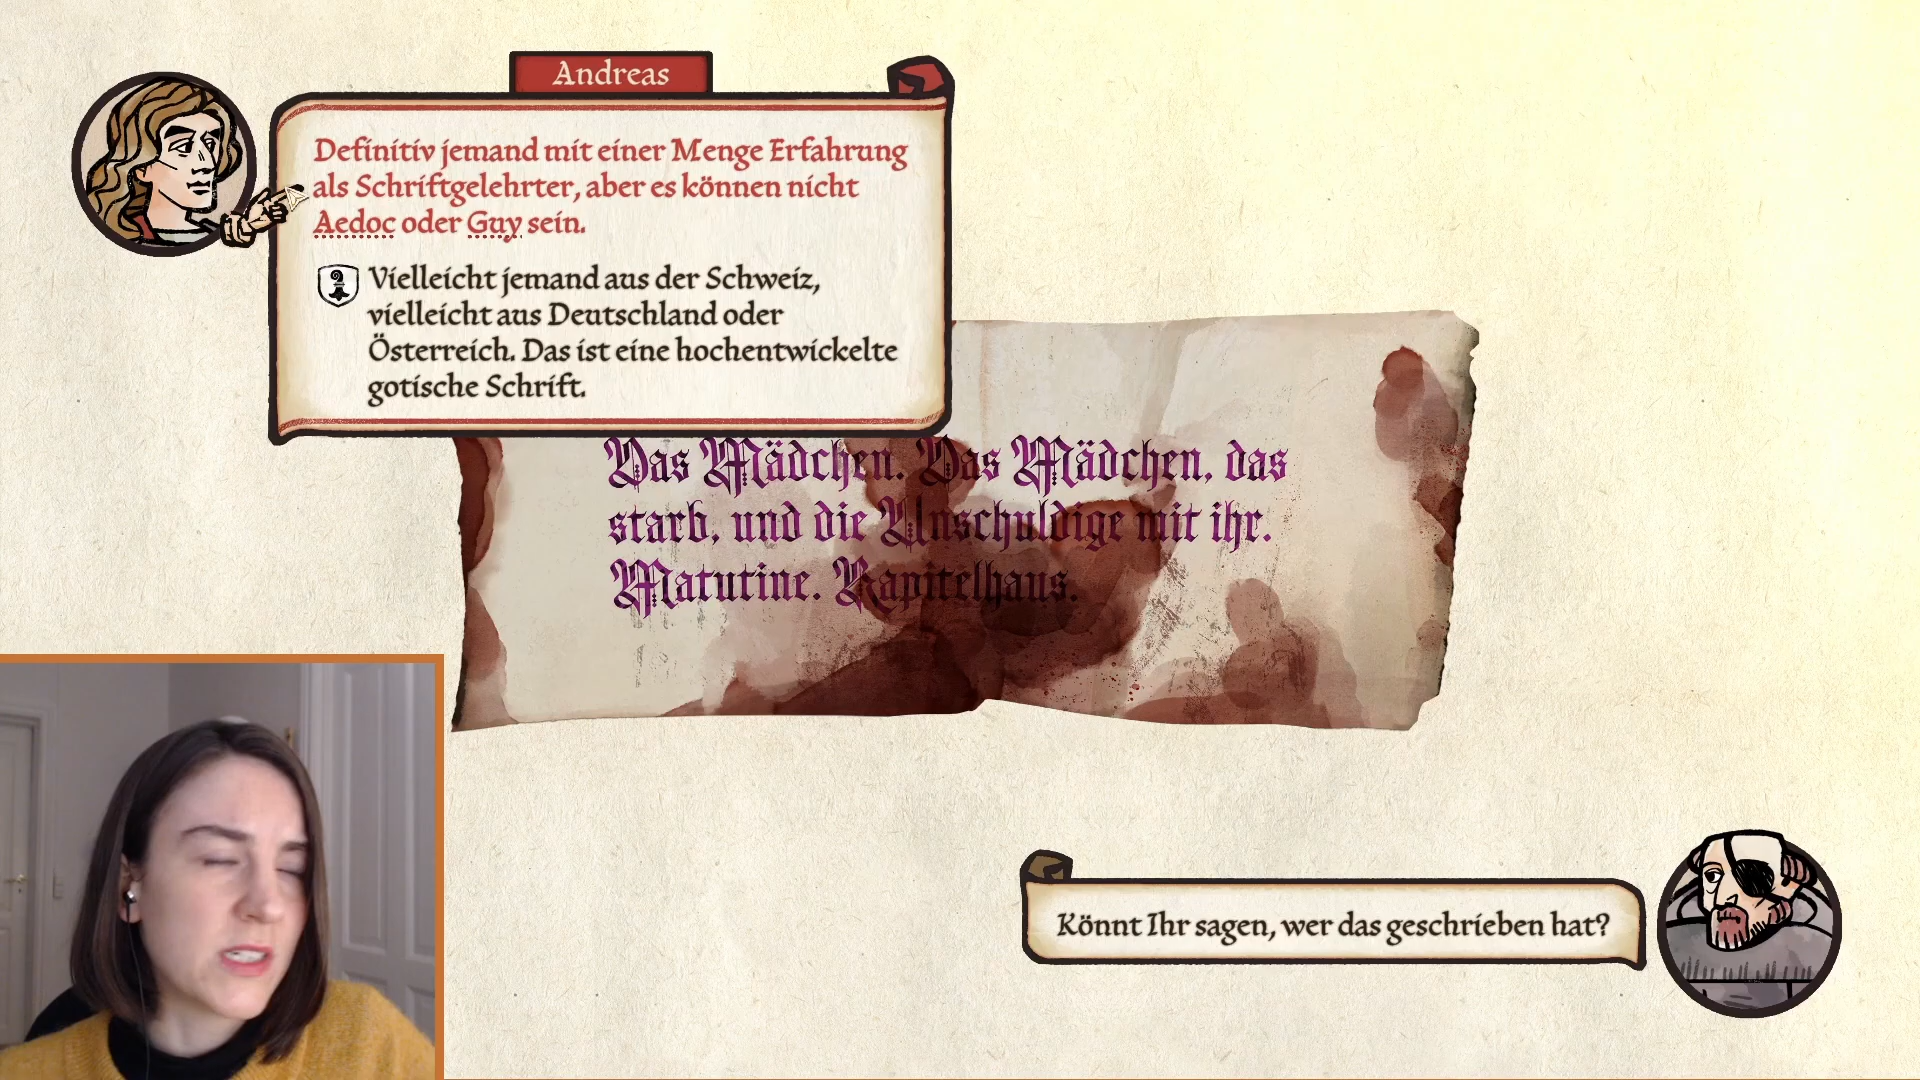 Andreas
Definitiv jemand mit einer Menge Erfahrung
als Schriftgelehrter, aber es können nicht
Aedoc oder Guy sein.
Vielleicht jemand aus der Schweiz,
vielleicht aus Deutschland oder
Österreich. Das ist eine hochentwickelte
gotische Schrift.
Das Mädchen. Das Mädchen, das
starb, und die Unschuldige mit ihr.
Matutine. Kapitelhaus.
Könnt Ihr sagen, wer das geschrieben hat?